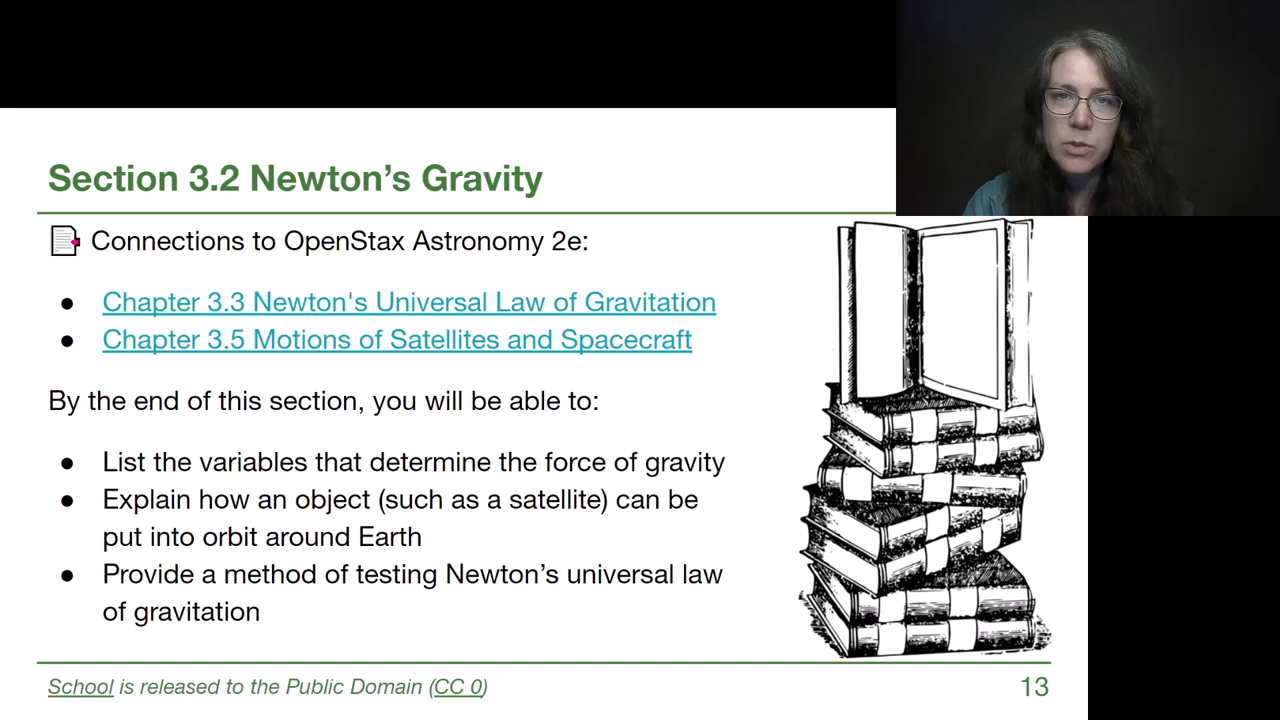 Section 3.2 Newton’s Gravity
Connections to OpenStax Astronomy 2e:
● Chapter 3.3 Newton's Universal Law of Gravitation
● Chapter 3.5 Motions of Satellites and Spacecraft
By the end of this section, you will be able to:
● List the variables that determine the force of gravity
● Explain how an object (such as a satellite) can be
put into orbit around Earth
● Provide a method of testing Newton’s universal law
of gravitation
School is released to the Public Domain (CC 0)
13